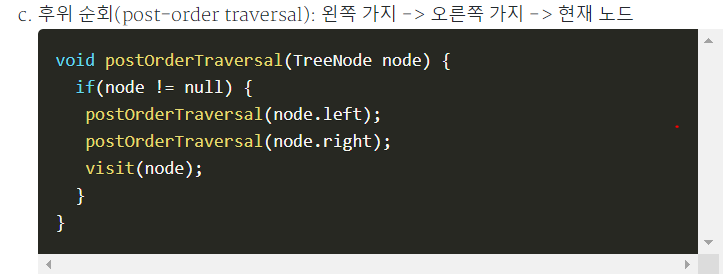 c. 후위 순회(post-order traversal): 왼쪽 가지 -> 오른쪽 가지 -> 현재 노드
void postOrderTraversal(TreeNode node) {
  if(node != null) {
   postOrderTraversal(node.left);
   postOrderTraversal(node.right);
   visit(node);
  }
}